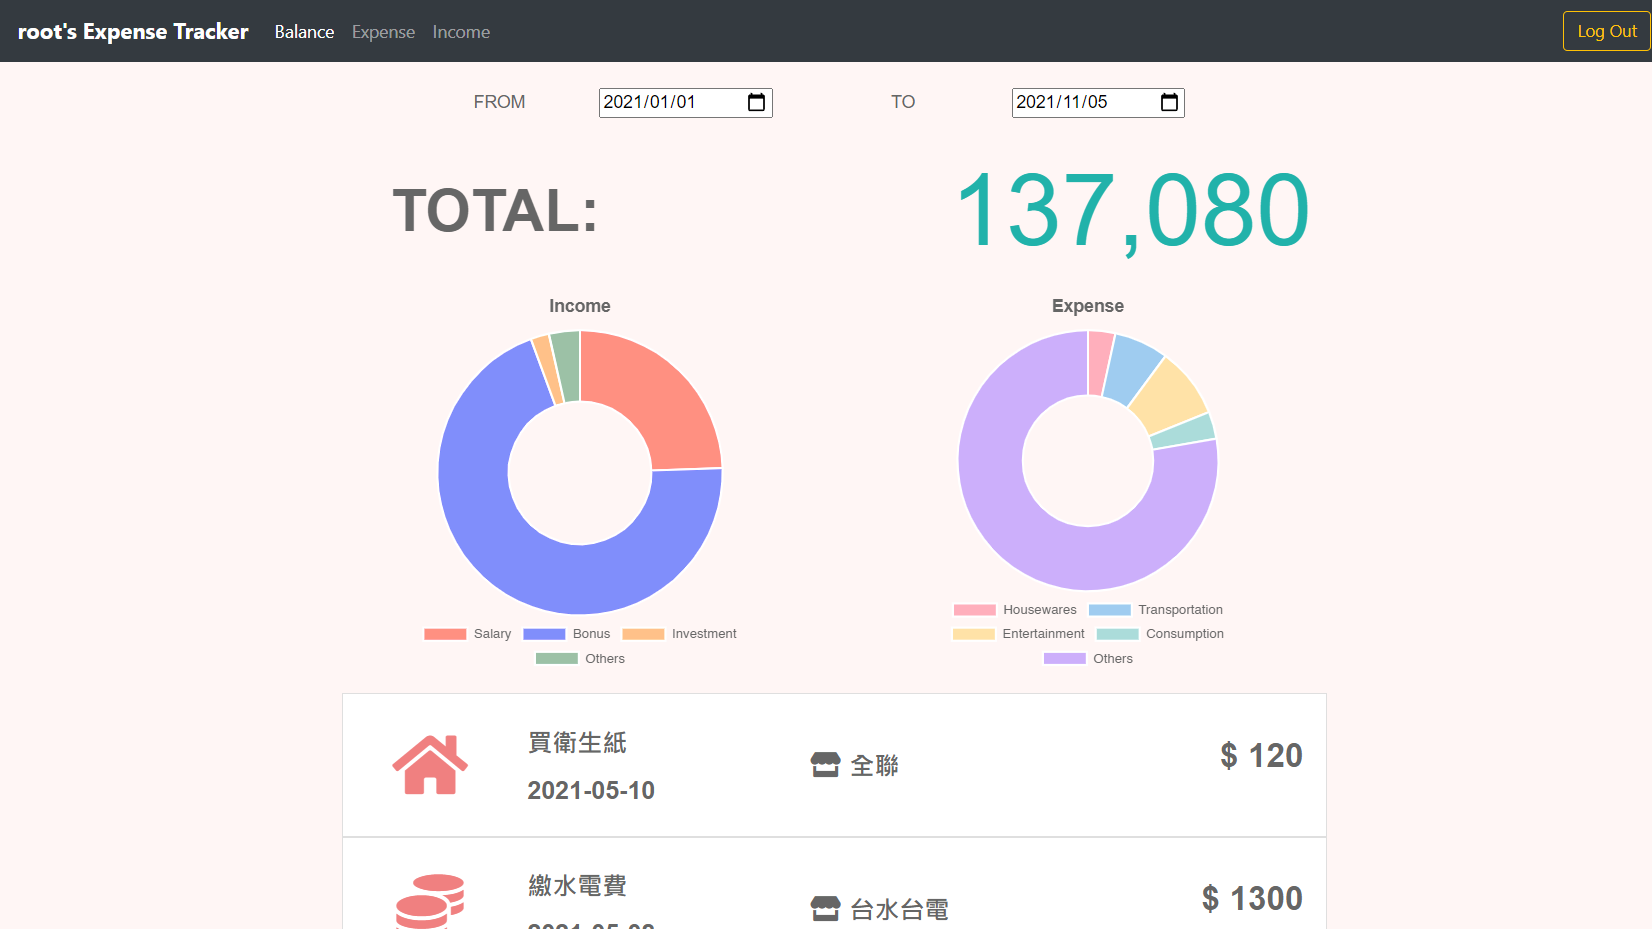 root's Expense Tracker Balance Expense Income Log Out
FROM 2021/01/01 TO 2021/11/05
TOTAL: 137,080
Income Expense
Salary Bonus Investment
Others
Housewares Transportation
Entertainment Consumption
Others
買衛生紙
2021-05-10
全聯
$ 120
繳水電費
台水台電
$ 1300